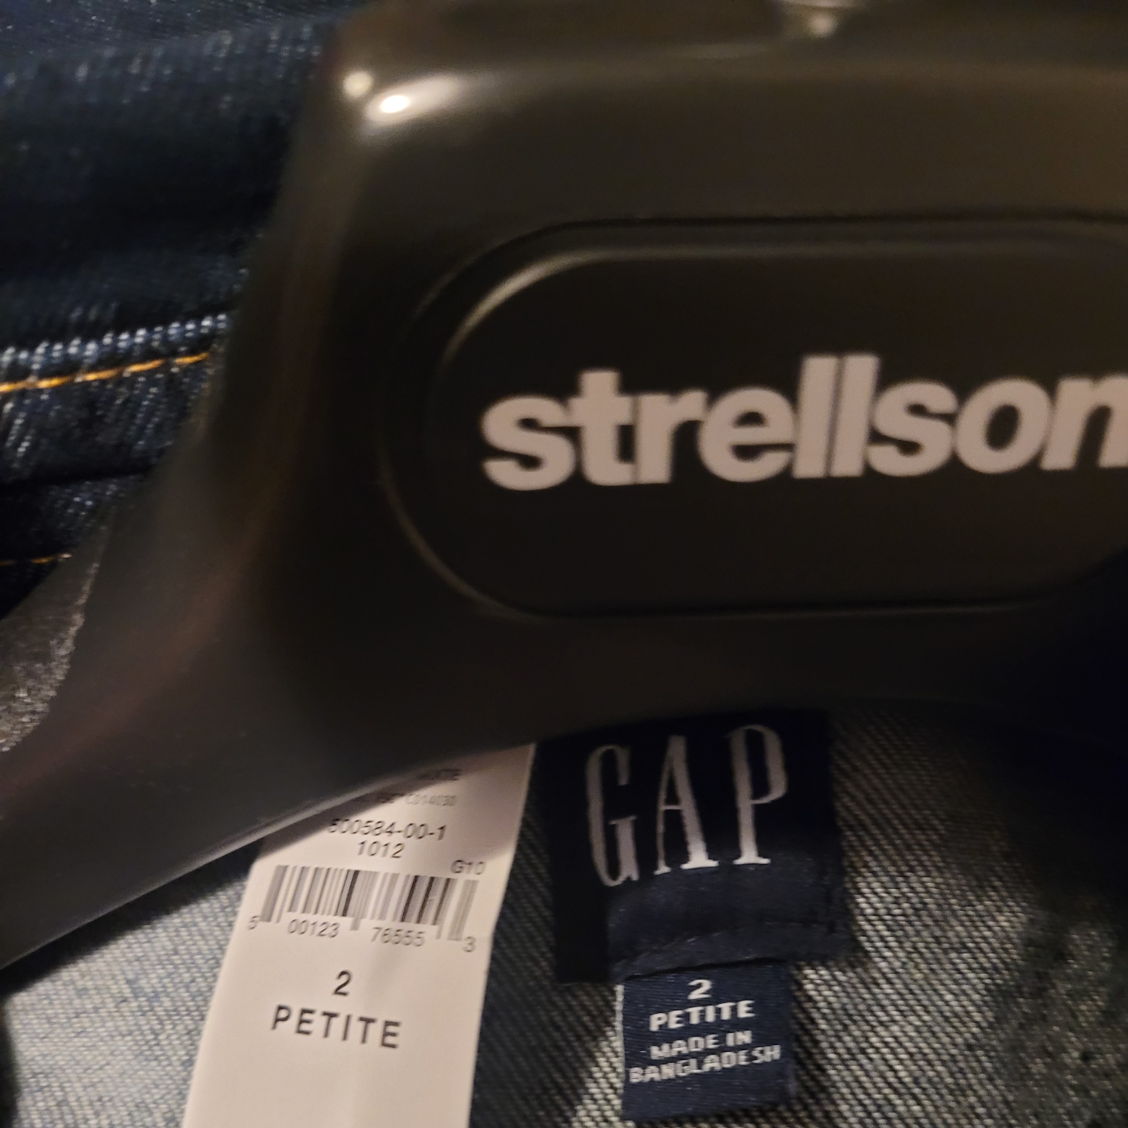 strellson
500584-00-1
1012
G10
5 00123 76555 3
2
PETITE
GAP
2
PETITE
MADE IN
BANGLADESH